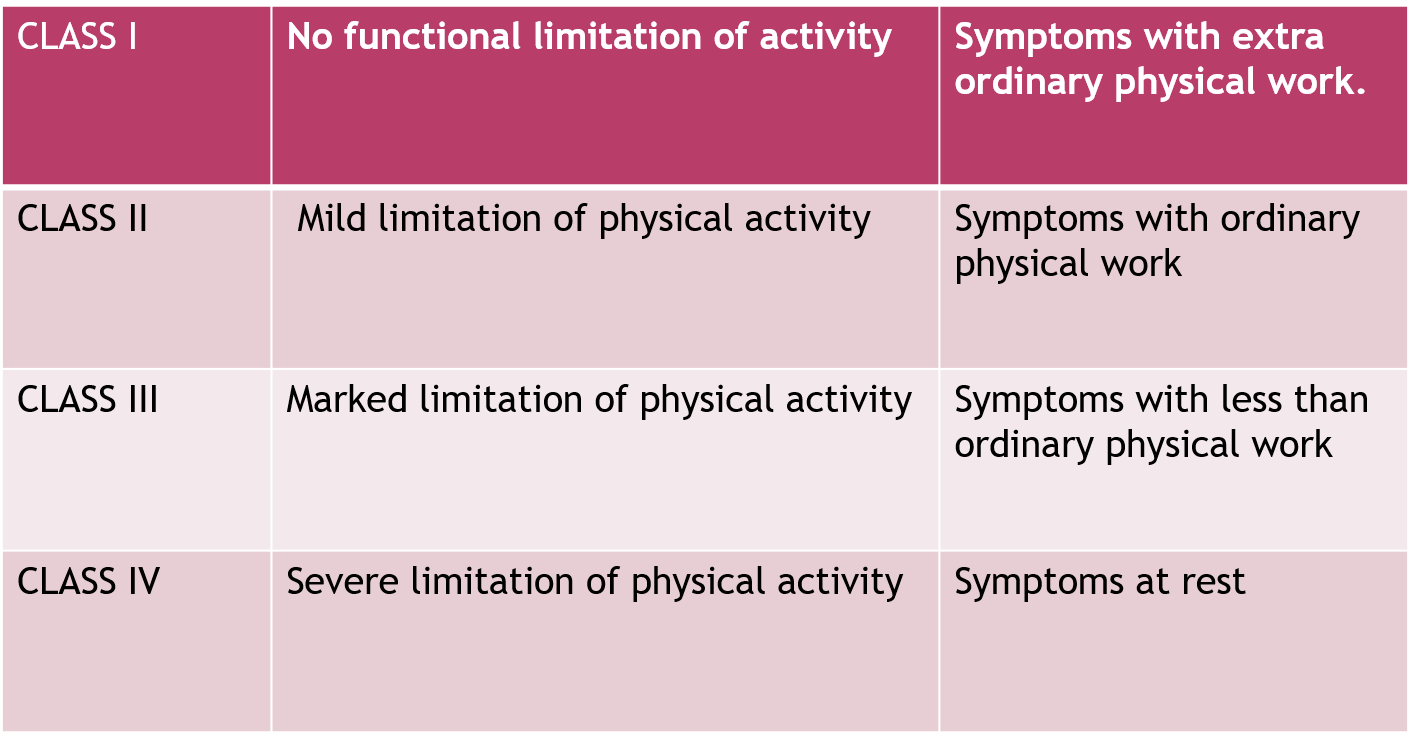 CLASS I
No functional limitation of activity
Symptoms with extra
ordinary physical work.
CLASS II
Mild limitation of physical activity
Symptoms with ordinary
physical work
CLASS III
Marked limitation of physical activity
Symptoms with less than
ordinary physical work
CLASS IV
Severe limitation of physical activity
Symptoms at rest